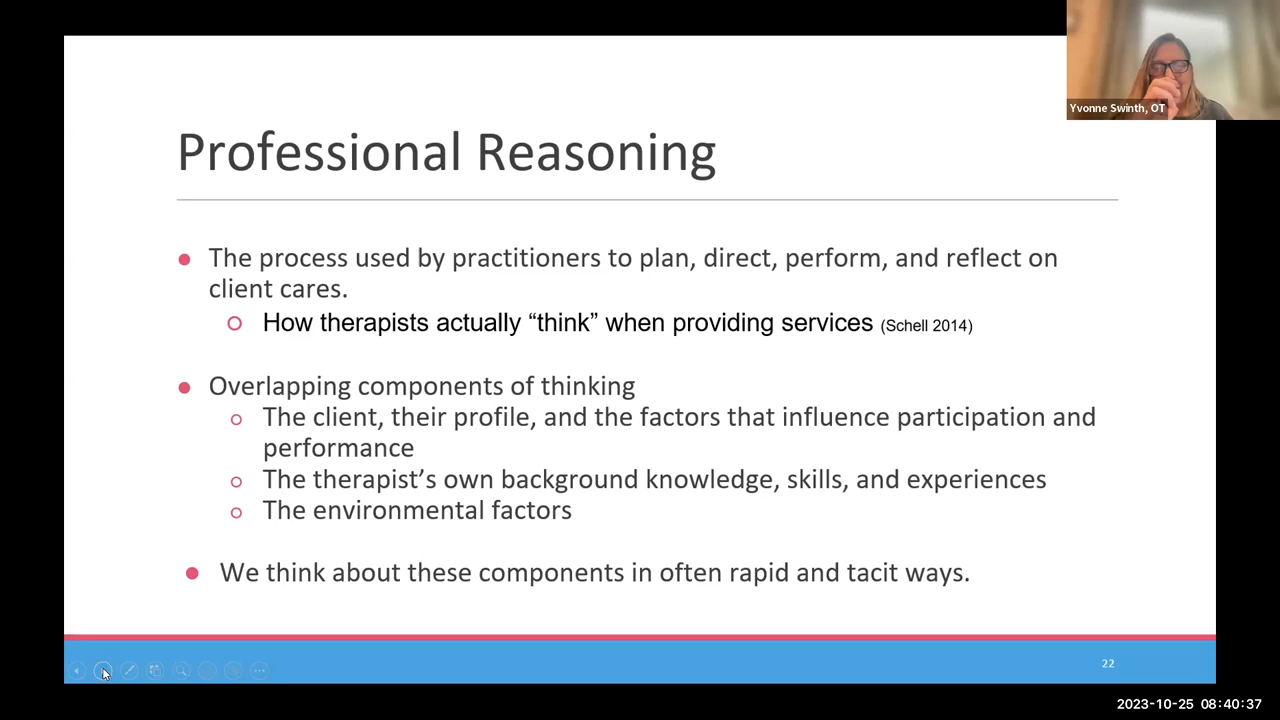 Yvonne Swinth, OT
Professional Reasoning
The process used by practitioners to plan, direct, perform, and reflect on
client cares.
How therapists actually “think” when providing services (Schell 2014)
Overlapping components of thinking
The client, their profile, and the factors that influence participation and
performance
The therapist’s own background knowledge, skills, and experiences
The environmental factors
We think about these components in often rapid and tacit ways.
22
2023-10-25 08:40:37